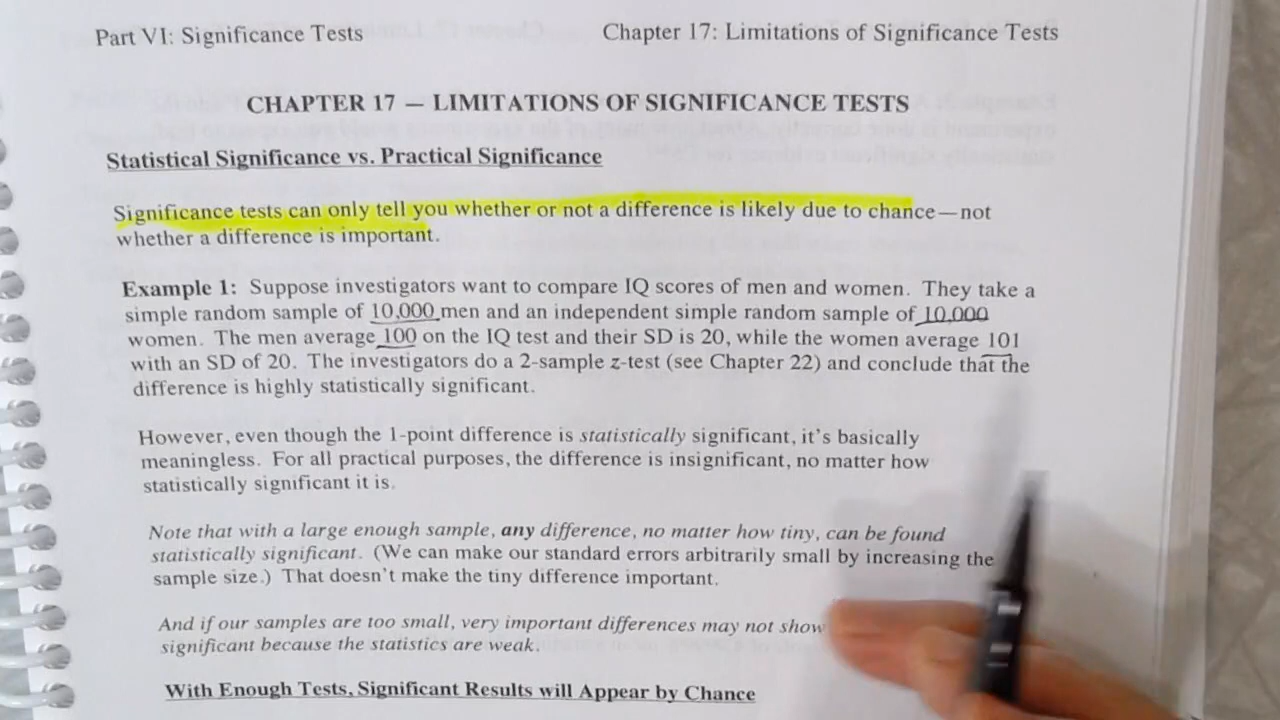 Part VI: Significance Tests Chapter 17: Limitations of Significance Tests
CHAPTER 17 — LIMITATIONS OF SIGNIFICANCE TESTS
Statistical Significance vs. Practical Significance
Significance tests can only tell you whether or not a difference is likely due to chance—not
whether a difference is important.
Example 1: Suppose investigators want to compare IQ scores of men and women. They take a
simple random sample of 10,000 men and an independent simple random sample of 10,000
women. The men average 100 on the IQ test and their SD is 20, while the women average 101
with an SD of 20. The investigators do a 2-sample z-test (see Chapter 22) and conclude that the
difference is highly statistically significant.
However, even though the 1-point difference is statistically significant, it's basically
meaningless. For all practical purposes, the difference is insignificant, no matter how
statistically significant it is.
Note that with a large enough sample, any difference, no matter how tiny, can be found
statistically significant. (We can make our standard errors arbitrarily small by increasing the
sample size.) That doesn't make the tiny difference important.
And if our samples are too small, very important differences may not show
significant because the statistics are weak.
With Enough Tests, Significant Results will Appear by Chance